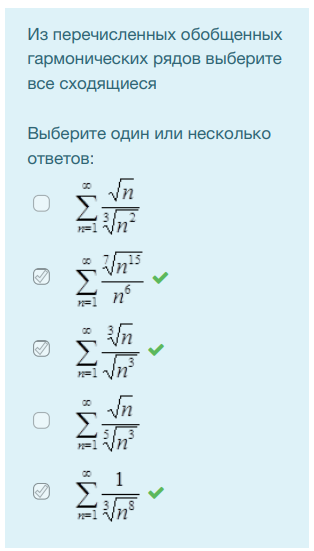 Из перечисленных обобщенных
гармонических рядов выберите
все сходящиеся
Выберите один или несколько
ответов:
∑_{n=1}^{∞} √n / ∛(n²)
∑_{n=1}^{∞} ⁷√(n¹⁵) / n⁶
∑_{n=1}^{∞} ∛n / √(n³)
∑_{n=1}^{∞} √n / ⁵√(n³)
∑_{n=1}^{∞} 1 / ∛(n⁸)